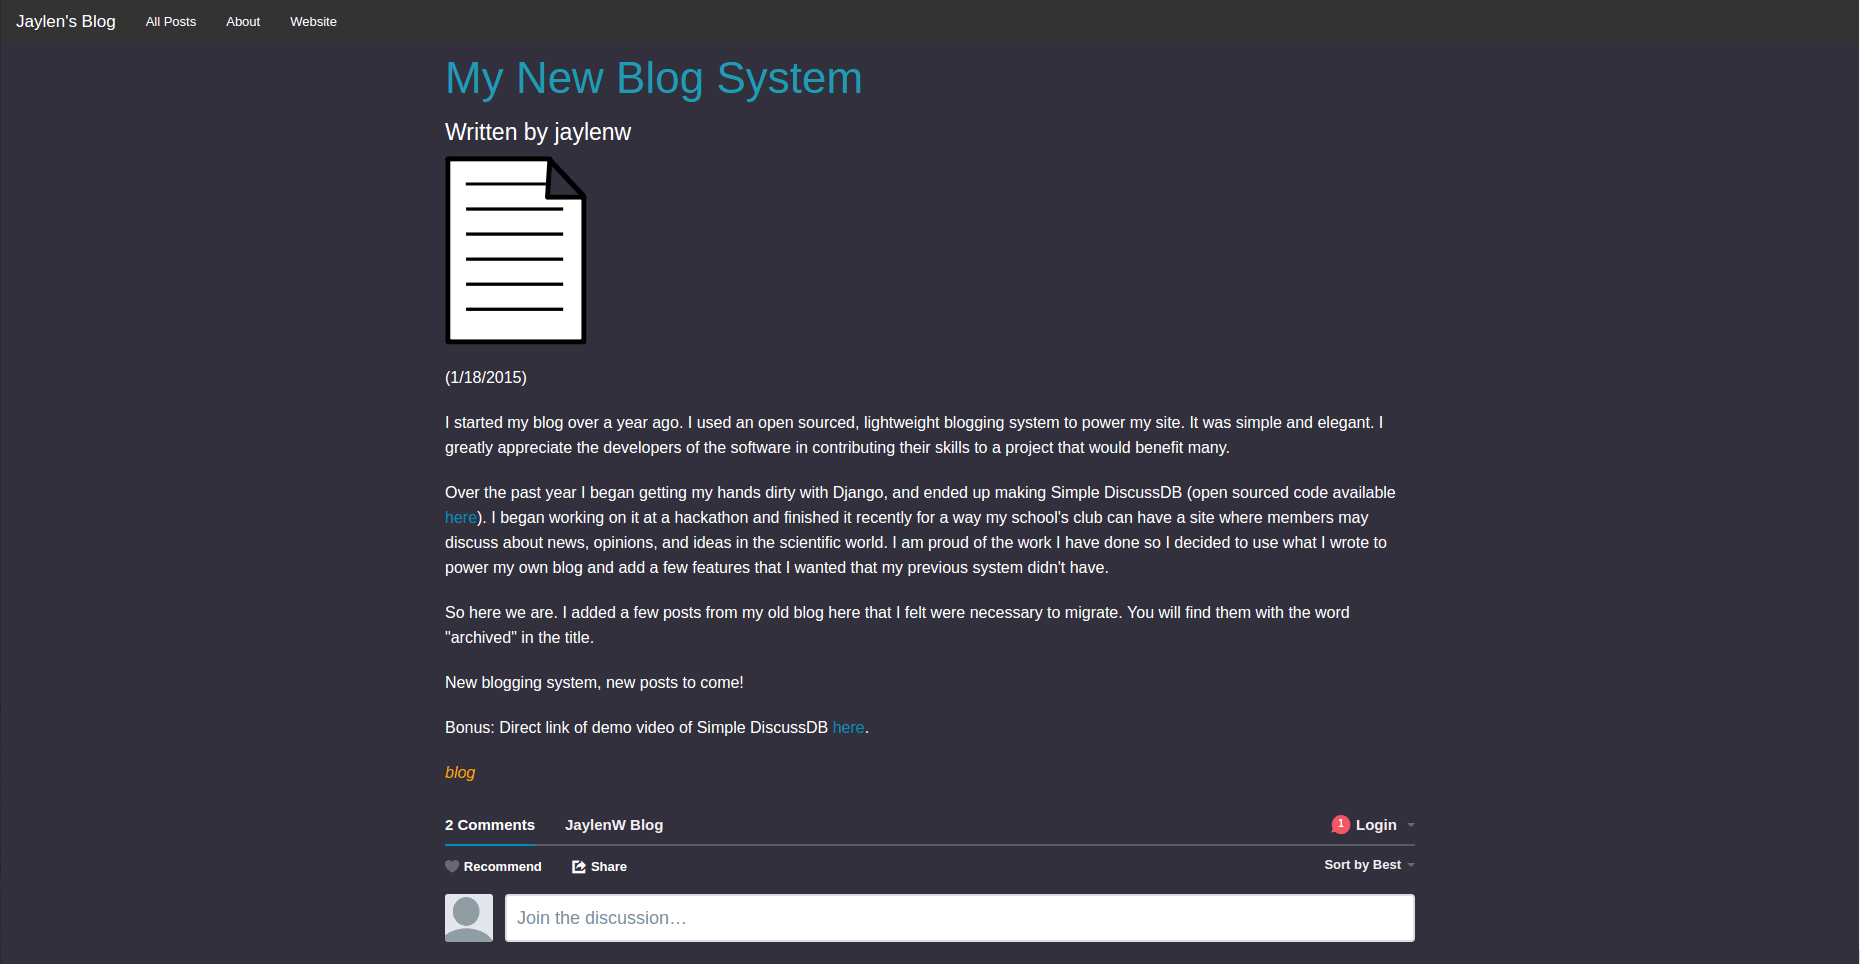 Jaylen's Blog All Posts About Website
My New Blog System
Written by jaylenw
(1/18/2015)
I started my blog over a year ago. I used an open sourced, lightweight blogging system to power my site. It was simple and elegant. I
greatly appreciate the developers of the software in contributing their skills to a project that would benefit many.
Over the past year I began getting my hands dirty with Django, and ended up making Simple DiscussDB (open sourced code available
here). I began working on it at a hackathon and finished it recently for a way my school's club can have a site where members may
discuss about news, opinions, and ideas in the scientific world. I am proud of the work I have done so I decided to use what I wrote to
power my own blog and add a few features that I wanted that my previous system didn't have.
So here we are. I added a few posts from my old blog here that I felt were necessary to migrate. You will find them with the word
"archived" in the title.
New blogging system, new posts to come!
Bonus: Direct link of demo video of Simple DiscussDB here.
blog
2 Comments JaylenW Blog 1 Login
Recommend Share Sort by Best
Join the discussion…